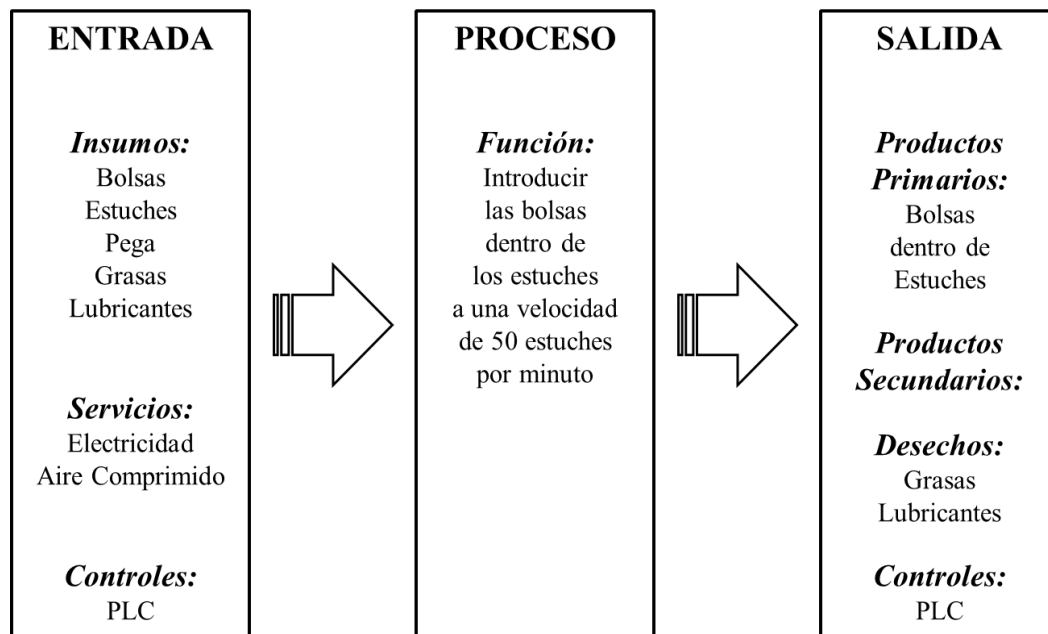 ENTRADA
Insumos:
Bolsas
Estuches
Pega
Grasas
Lubricantes
Servicios:
Electricidad
Aire Comprimido
Controles:
PLC
PROCESO
Función:
Introducir
las bolsas
dentro de
los estuches
a una velocidad
de 50 estuches
por minuto
SALIDA
Productos
Primarios:
Bolsas
dentro de
Estuches
Productos
Secundarios:
Desechos:
Grasas
Lubricantes
Controles:
PLC